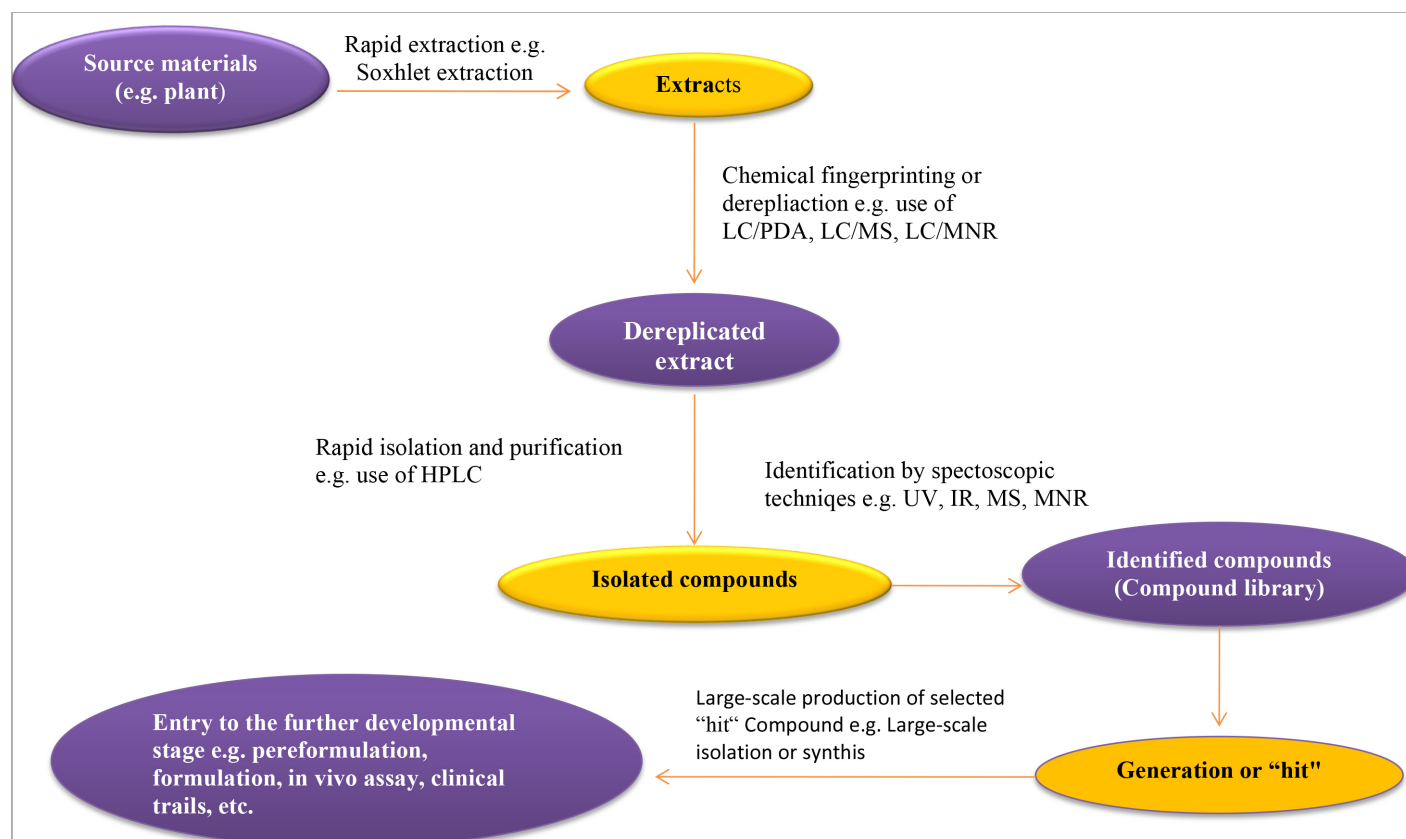 Source materials
(e.g. plant)
Rapid extraction e.g.
Soxhlet extraction
Extracts
Chemical fingerprinting or
derepliaction e.g. use of
LC/PDA, LC/MS, LC/MNR
Dereplicated
extract
Rapid isolation and purification
e.g. use of HPLC
Identification by spectoscopic
techniqes e.g. UV, IR, MS, MNR
Isolated compounds
Identified compounds
(Compound library)
Generation or “hit"
Large-scale production of selected
“hit“ Compound e.g. Large-scale
isolation or synthis
Entry to the further developmental
stage e.g. pereformulation,
formulation, in vivo assay, clinical
trails, etc.